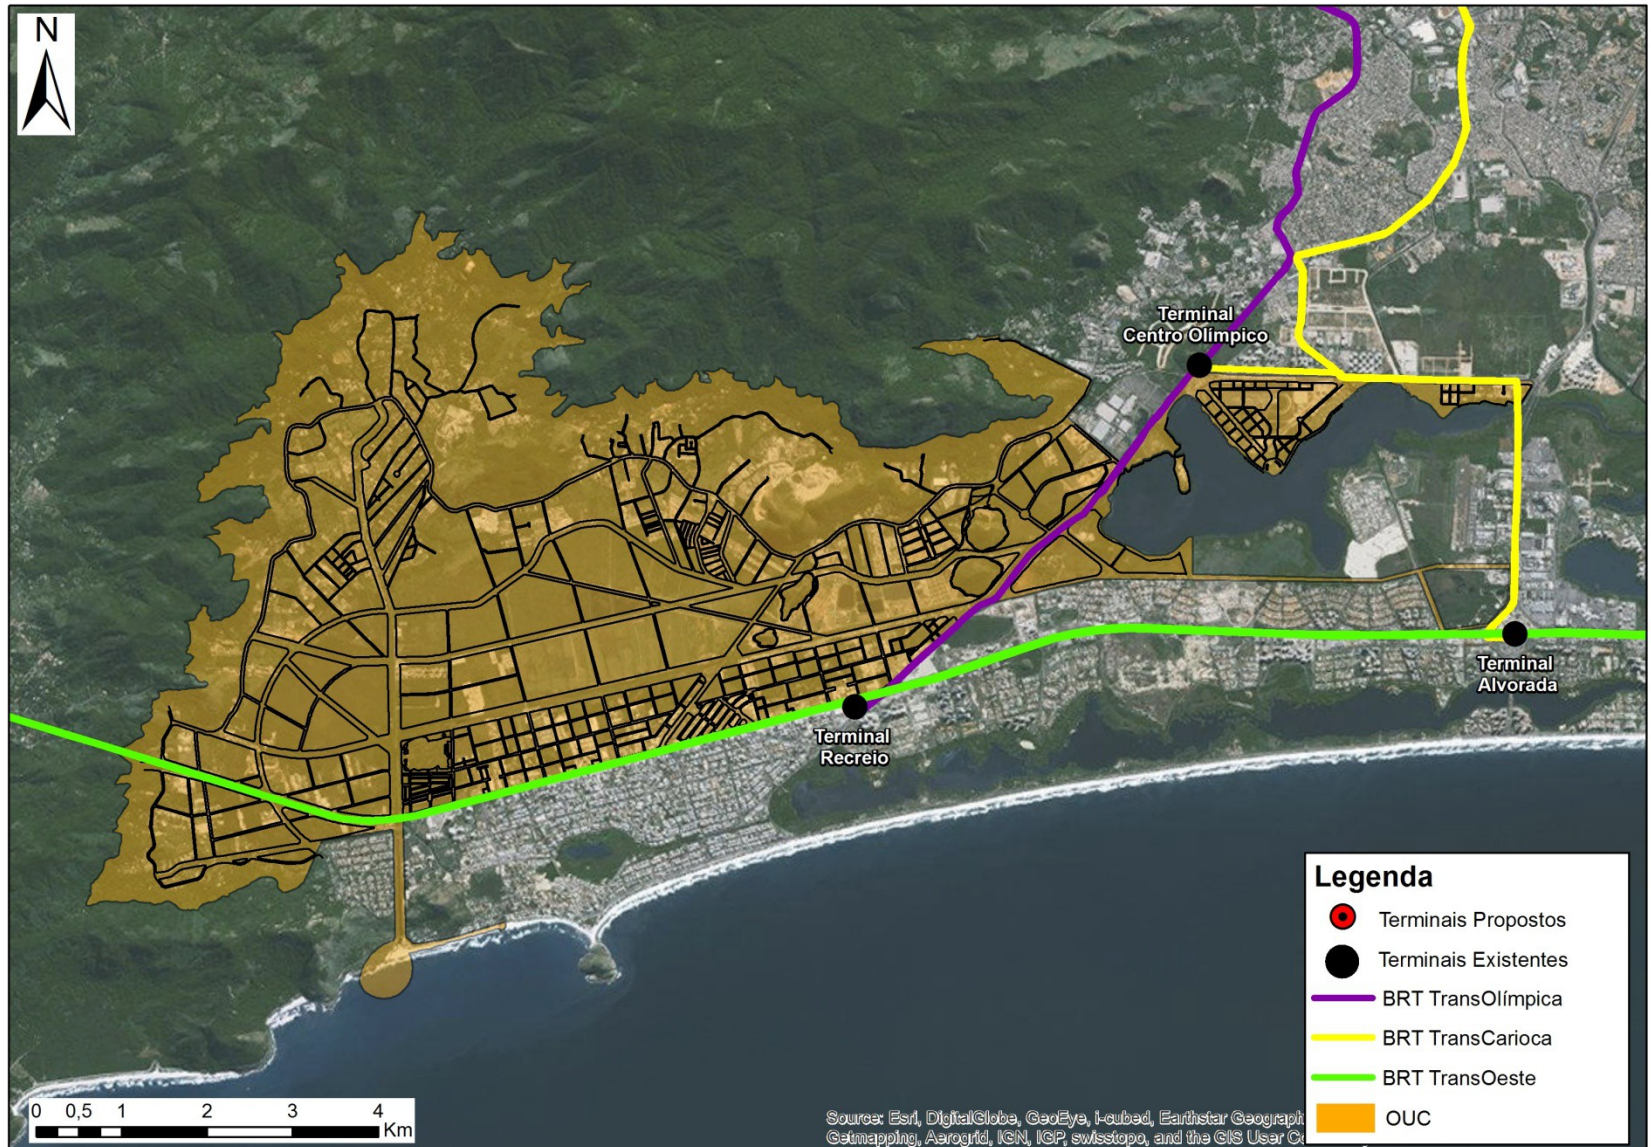 N
Terminal
Centro Olímpico
Terminal
Alvorada
Terminal
Recreio
Legenda
Terminais Propostos
Terminais Existentes
BRT TransOlímpica
BRT TransCarioca
BRT TransOeste
OUC
0 0,5 1 2 3 4
Km
Source: Esri, DigitalGlobe, GeoEye, i-cubed, Earthstar
Getmapping, Aerogrid, IGN, IGP, swisstopo, and the GIS User